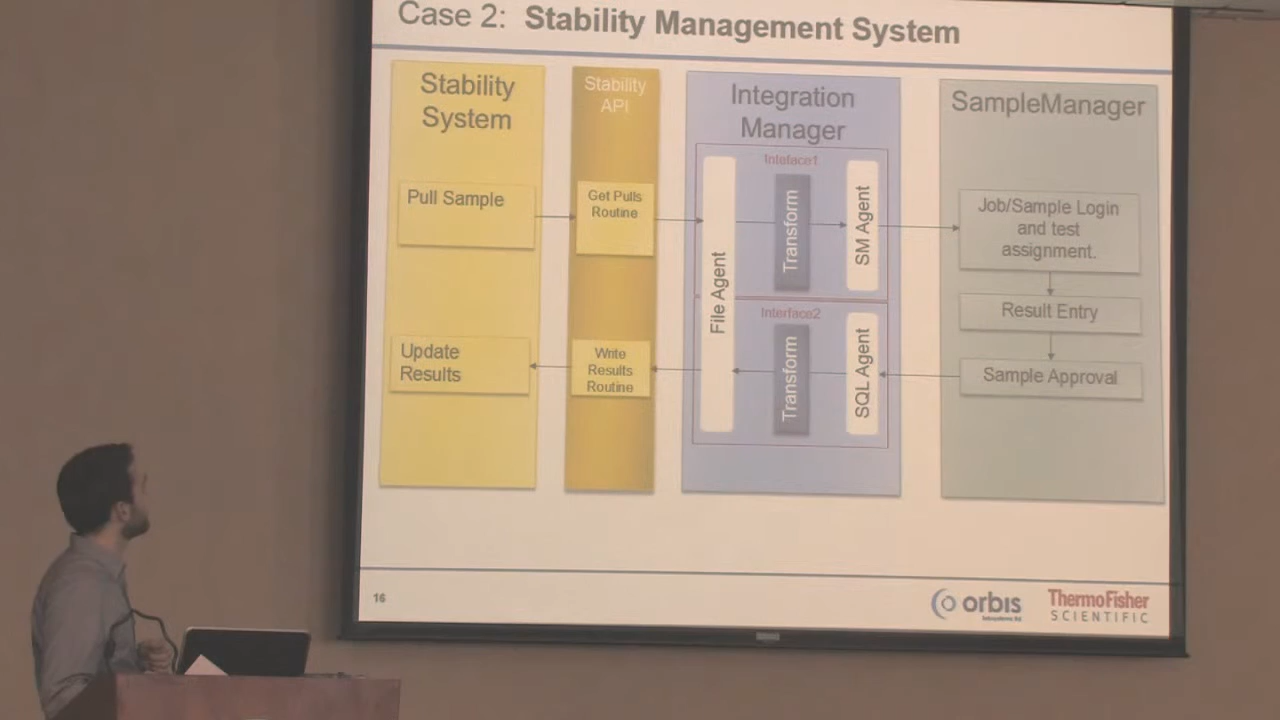 Case 2: Stability Management System
Stability
System
Pull Sample
Update
Results
Stability
API
Get Pulls
Routine
Write
Results
Routine
Integration
Manager
Inteface1
File Agent
Transform
SM Agent
Interface2
Transform
SQL Agent
SampleManager
Job/Sample Login
and test
assignment.
Result Entry
Sample Approval
16
orbis
ThermoFisher
SCIENTIFIC